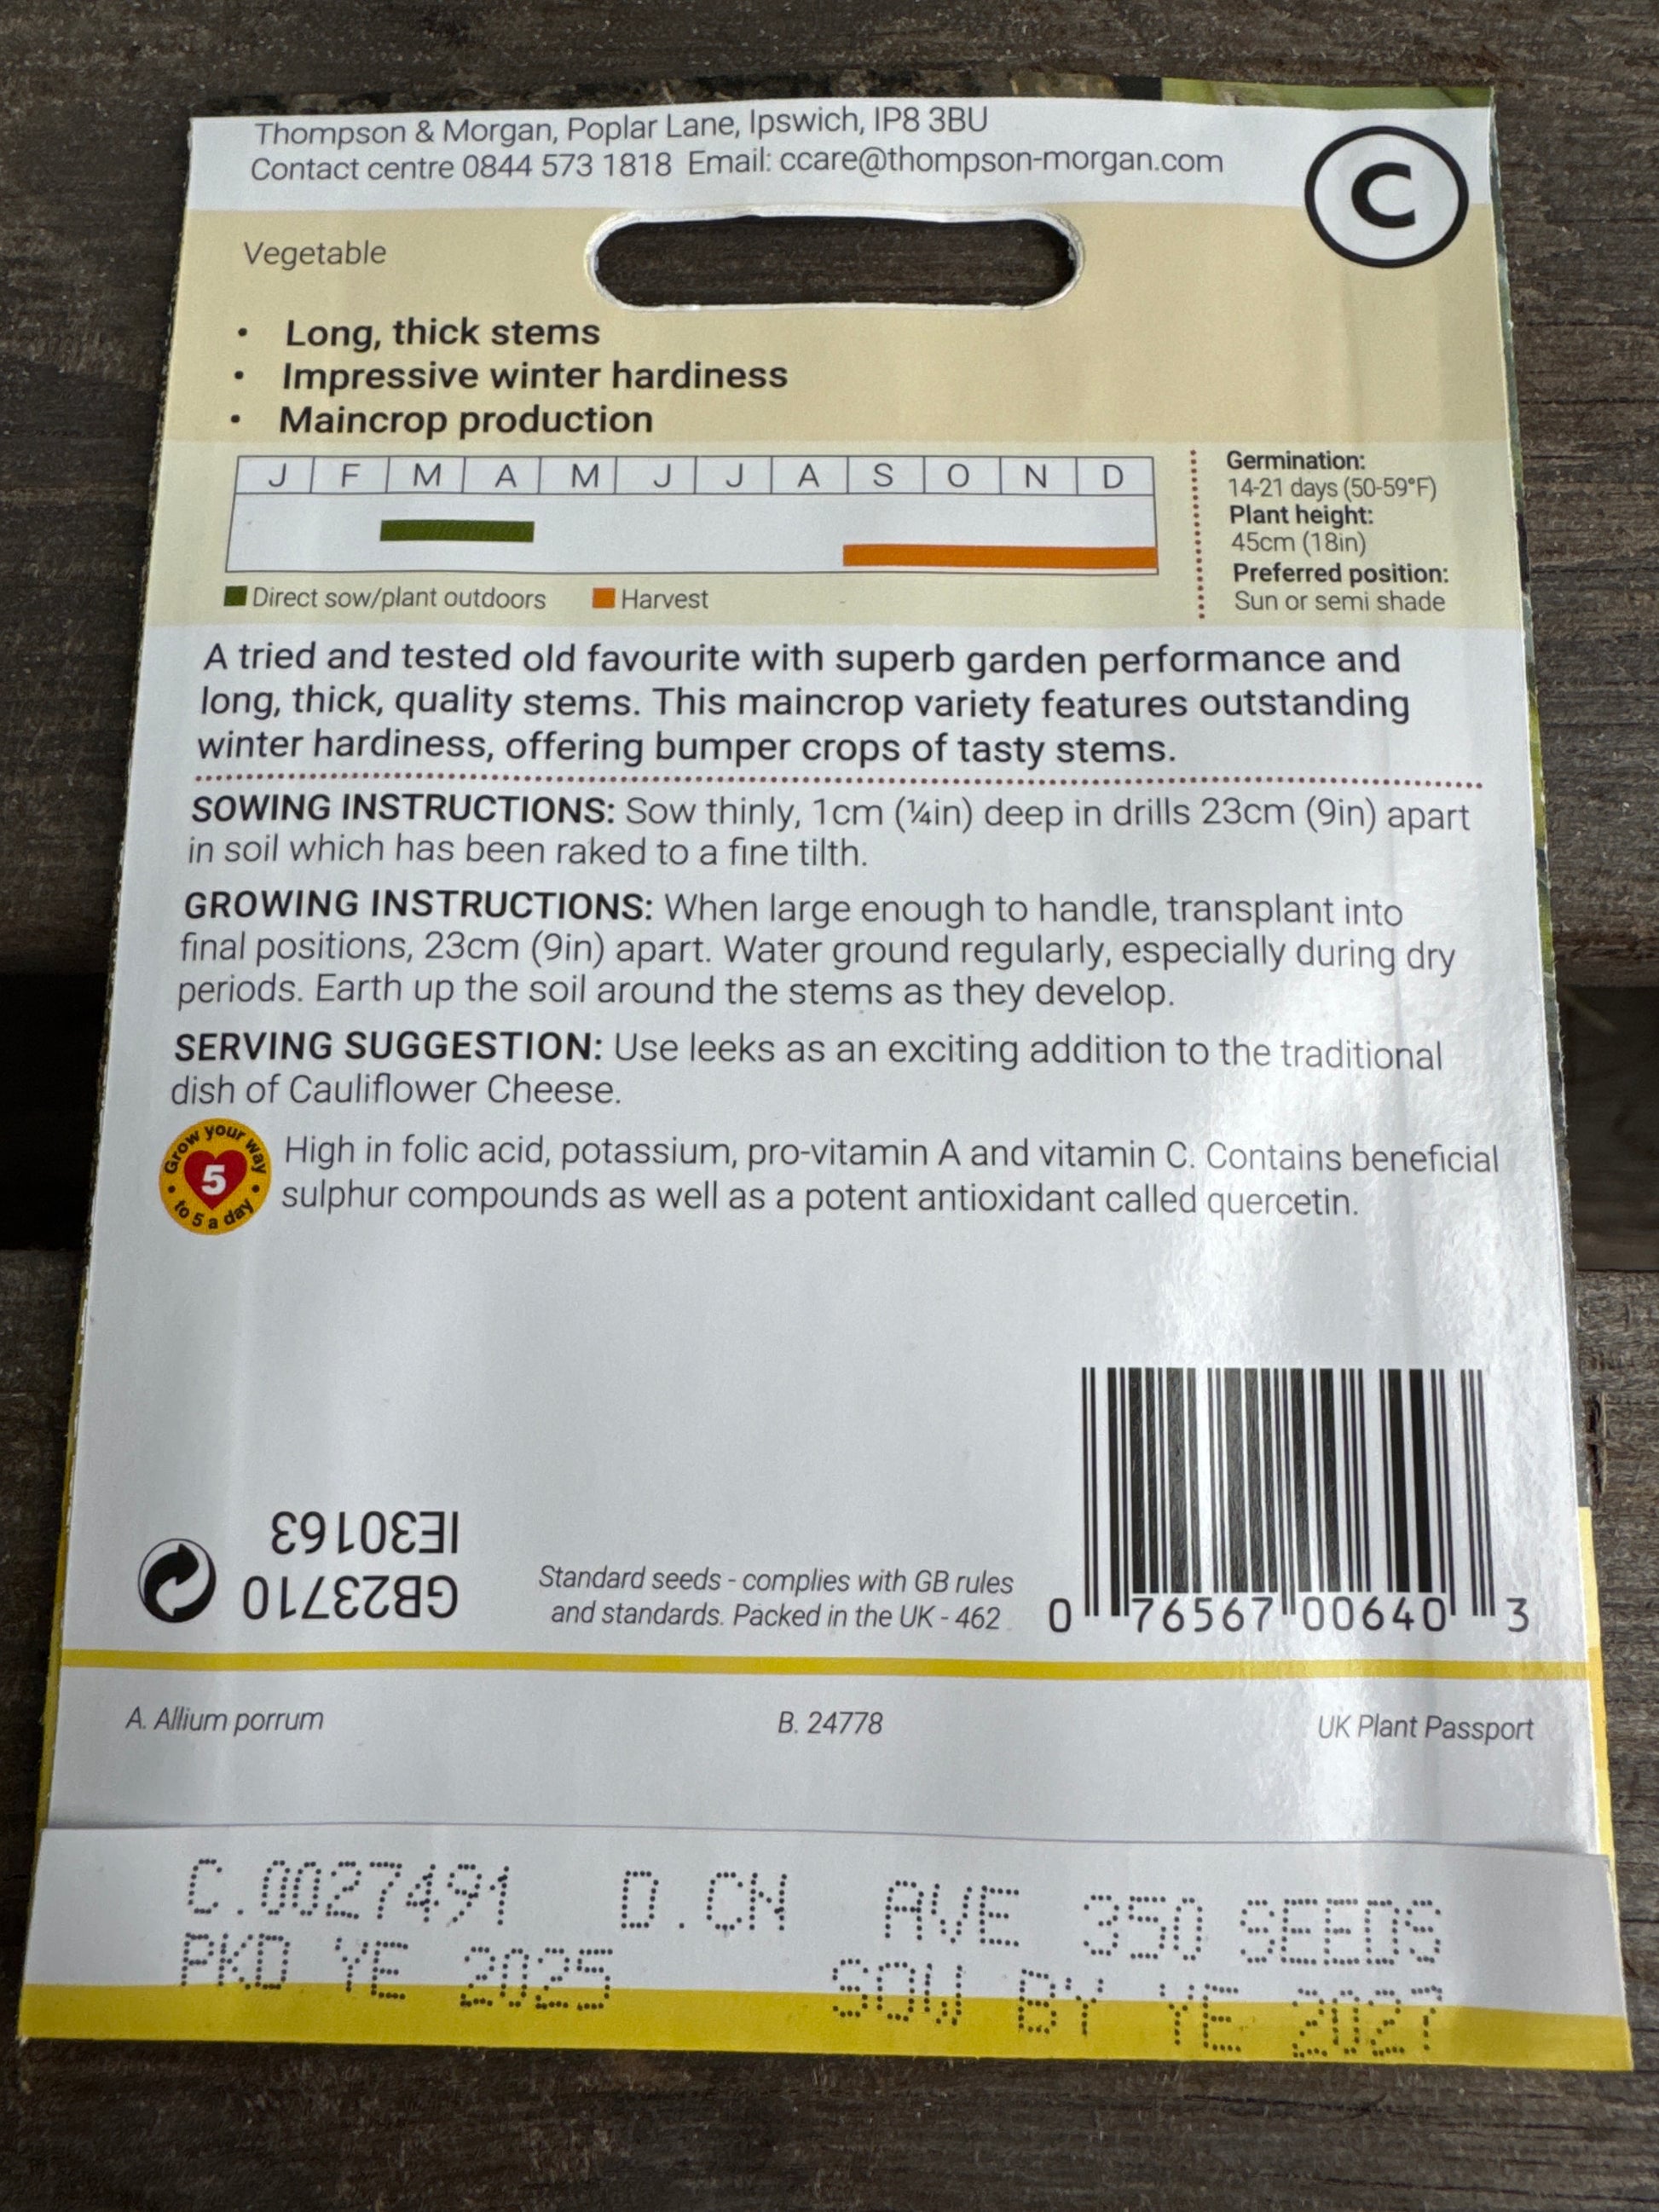 Thompson & Morgan, Poplar Lane, Ipswich, IP8 3BU
Contact centre 0844 573 1818 Email: ccare@thompson-morgan.com
C
Vegetable
• Long, thick stems
• Impressive winter hardiness
• Maincrop production
J F M A M J J A S O N D
Direct sow/plant outdoors Harvest
Germination:
14-21 days (50-59°F)
Plant height:
45cm (18in)
Preferred position:
Sun or semi shade
A tried and tested old favourite with superb garden performance and
long, thick, quality stems. This maincrop variety features outstanding
winter hardiness, offering bumper crops of tasty stems.
SOWING INSTRUCTIONS: Sow thinly, 1cm (¼in) deep in drills 23cm (9in) apart
in soil which has been raked to a fine tilth.
GROWING INSTRUCTIONS: When large enough to handle, transplant into
final positions, 23cm (9in) apart. Water ground regularly, especially during dry
periods. Earth up the soil around the stems as they develop.
SERVING SUGGESTION: Use leeks as an exciting addition to the traditional
dish of Cauliflower Cheese.
Grow your way
5
to 5 a day
High in folic acid, potassium, pro-vitamin A and vitamin C. Contains beneficial
sulphur compounds as well as a potent antioxidant called quercetin.
GB23710
IE30163
Standard seeds - complies with GB rules
and standards. Packed in the UK - 462
0 76567 00640 3
A. Allium porrum B. 24778 UK Plant Passport
C.0027491 D.CN AVE 350 SEEDS
PKD YE 2025 SOW BY YE 2027